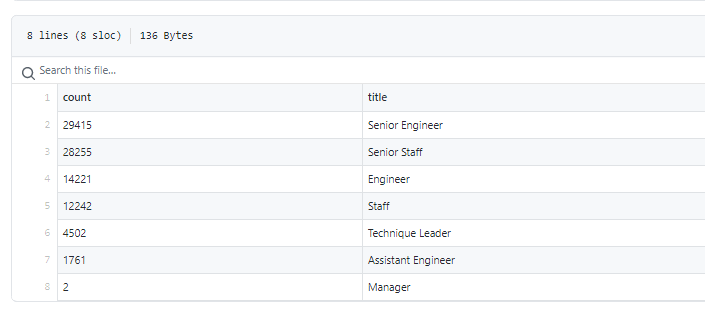 8 lines (8 sloc) 136 Bytes
Search this file...
1 count title
2 29415 Senior Engineer
3 28255 Senior Staff
4 14221 Engineer
5 12242 Staff
6 4502 Technique Leader
7 1761 Assistant Engineer
8 2 Manager